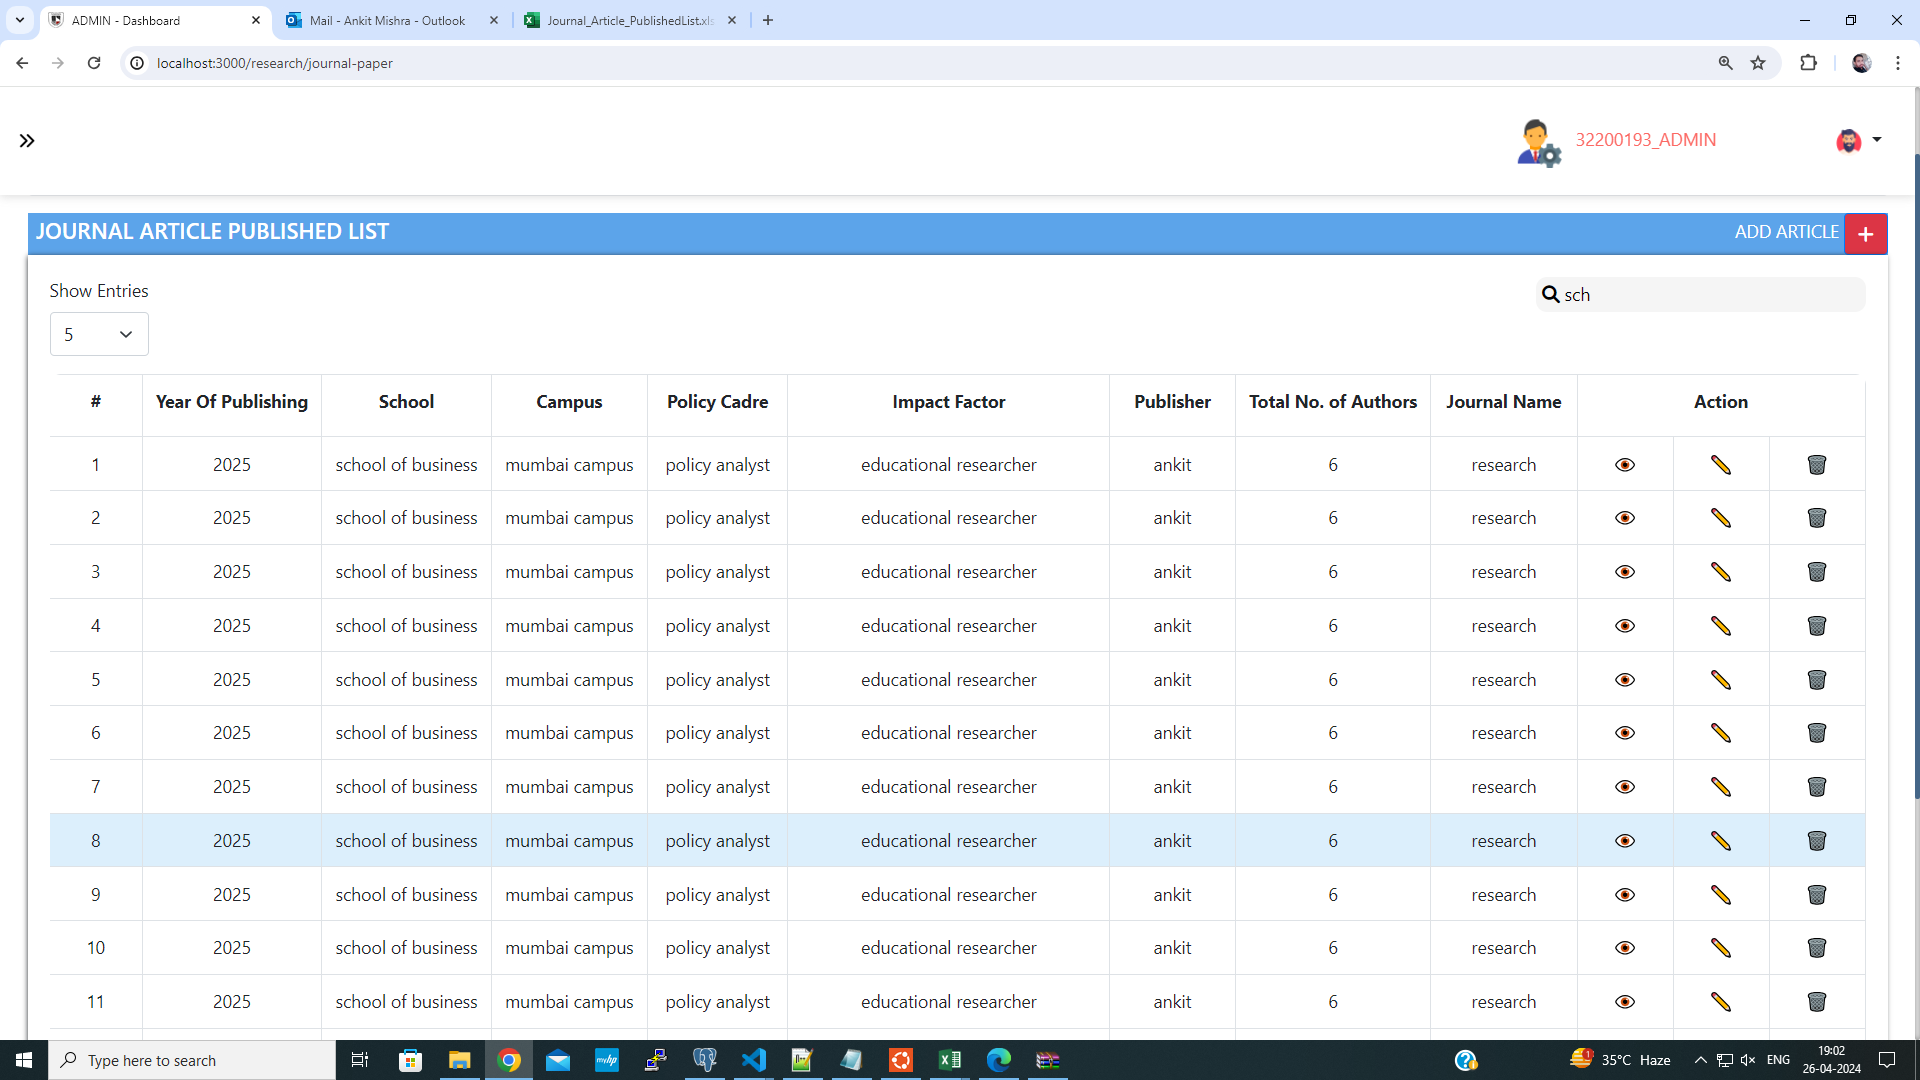 ADMIN - Dashboard
Mail - Ankit Mishra - Outlook
Journal_Article_PublishedList.xls
localhost:3000/research/journal-paper
32200193_ADMIN
JOURNAL ARTICLE PUBLISHED LIST
ADD ARTICLE +
Show Entries
sch
5
# Year Of Publishing School Campus Policy Cadre Impact Factor Publisher Total No. of Authors Journal Name Action
1 2025 school of business mumbai campus policy analyst educational researcher ankit 6 research
2 2025 school of business mumbai campus policy analyst educational researcher ankit 6 research
3 2025 school of business mumbai campus policy analyst educational researcher ankit 6 research
4 2025 school of business mumbai campus policy analyst educational researcher ankit 6 research
5 2025 school of business mumbai campus policy analyst educational researcher ankit 6 research
6 2025 school of business mumbai campus policy analyst educational researcher ankit 6 research
7 2025 school of business mumbai campus policy analyst educational researcher ankit 6 research
8 2025 school of business mumbai campus policy analyst educational researcher ankit 6 research
9 2025 school of business mumbai campus policy analyst educational researcher ankit 6 research
10 2025 school of business mumbai campus policy analyst educational researcher ankit 6 research
11 2025 school of business mumbai campus policy analyst educational researcher ankit 6 research
Type here to search
myhp
1
35°C Haze
ENG
19:02
26-04-2024